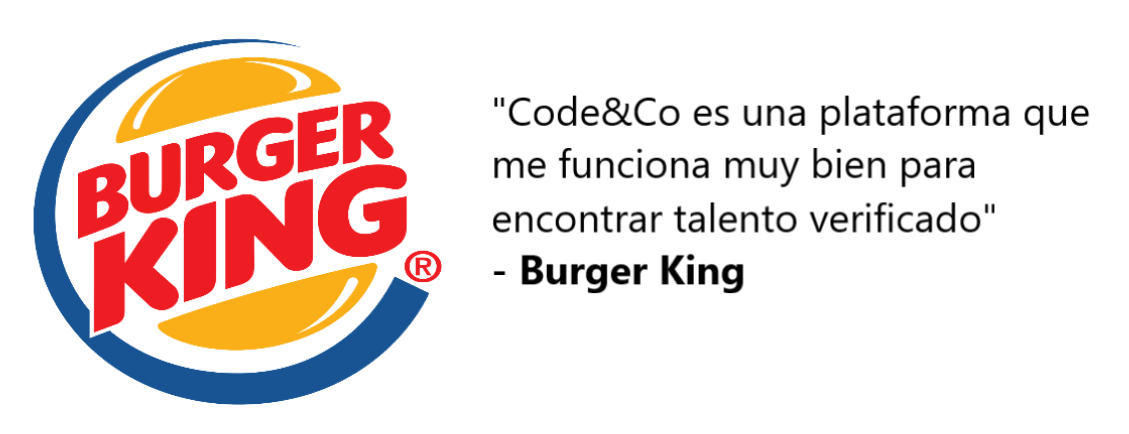 BURGER
KING
®
"Code&Co es una plataforma que
me funciona muy bien para
encontrar talento verificado"
- Burger King